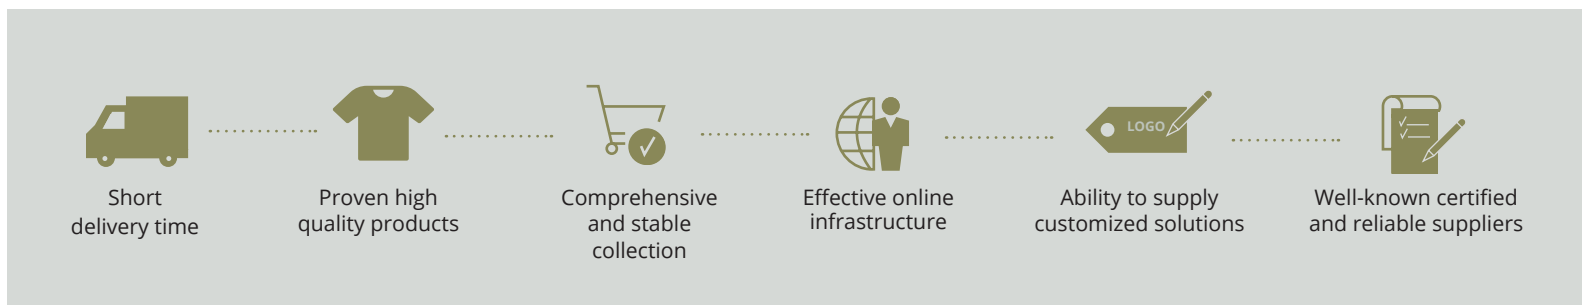 Short
delivery time
Proven high
quality products
Comprehensive
and stable
collection
Effective online
infrastructure
LOGO
Ability to supply
customized solutions
Well-known certified
and reliable suppliers